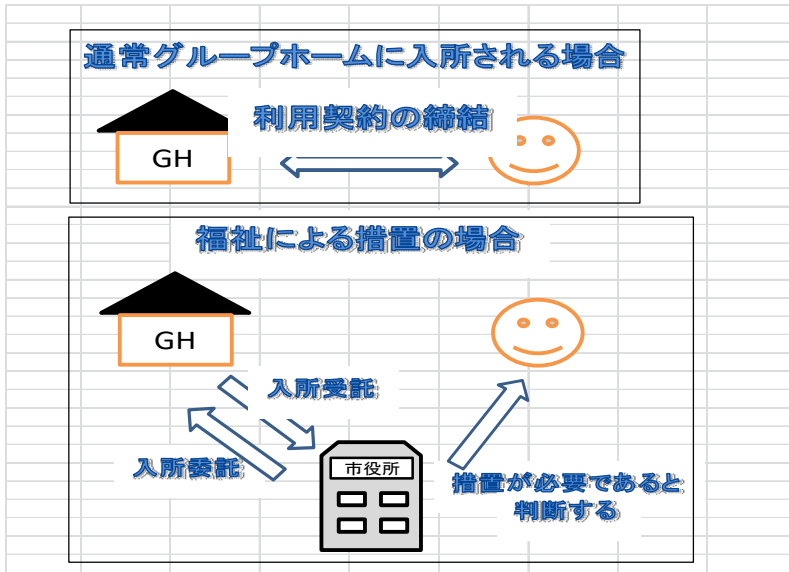 通常グループホームに入所される場合
利用契約の締結
GH
福祉による措置の場合
GH
入所受託
入所委託
市役所
措置が必要であると
判断する